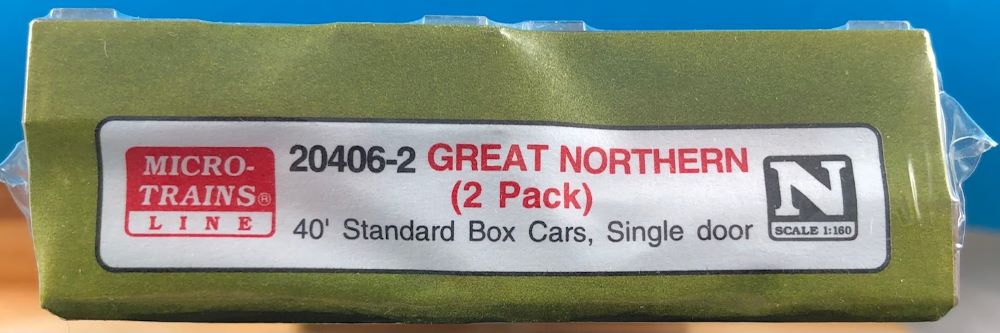 MICRO-
TRAINS®
LINE
20406-2 GREAT NORTHERN
(2 Pack)
40' Standard Box Cars, Single door
N
SCALE 1:160